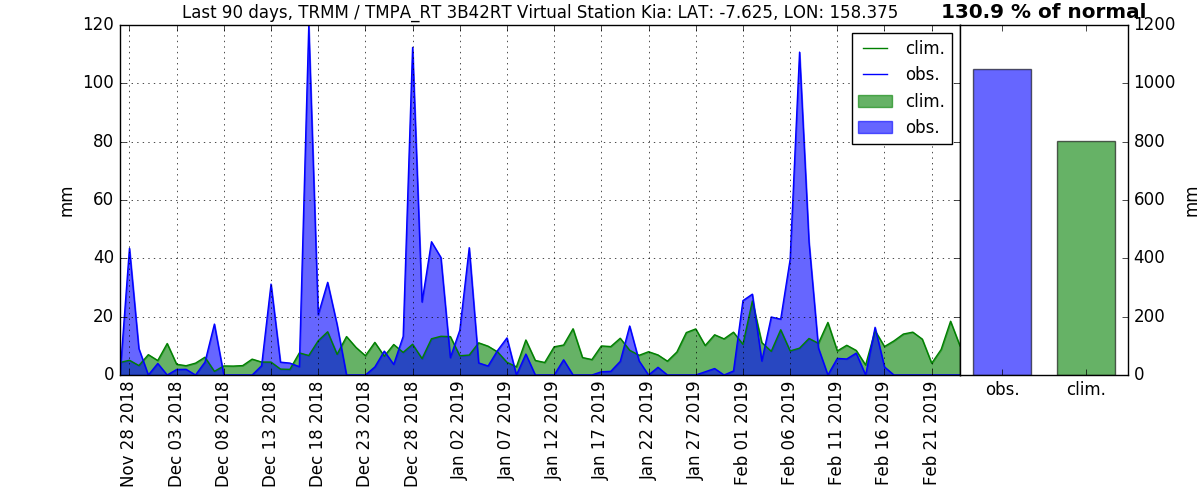 Last 90 days, TRMM / TMPA_RT 3B42RT Virtual Station Kia: LAT: -7.625, LON: 158.375
130.9 % of normal
120
100
80
60
40
20
0
mm
clim.
obs.
clim.
obs.
1200
1000
800
600
400
200
0
mm
Nov 28 2018
Dec 03 2018
Dec 08 2018
Dec 13 2018
Dec 18 2018
Dec 23 2018
Dec 28 2018
Jan 02 2019
Jan 07 2019
Jan 12 2019
Jan 17 2019
Jan 22 2019
Jan 27 2019
Feb 01 2019
Feb 06 2019
Feb 11 2019
Feb 16 2019
Feb 21 2019
obs.
clim.